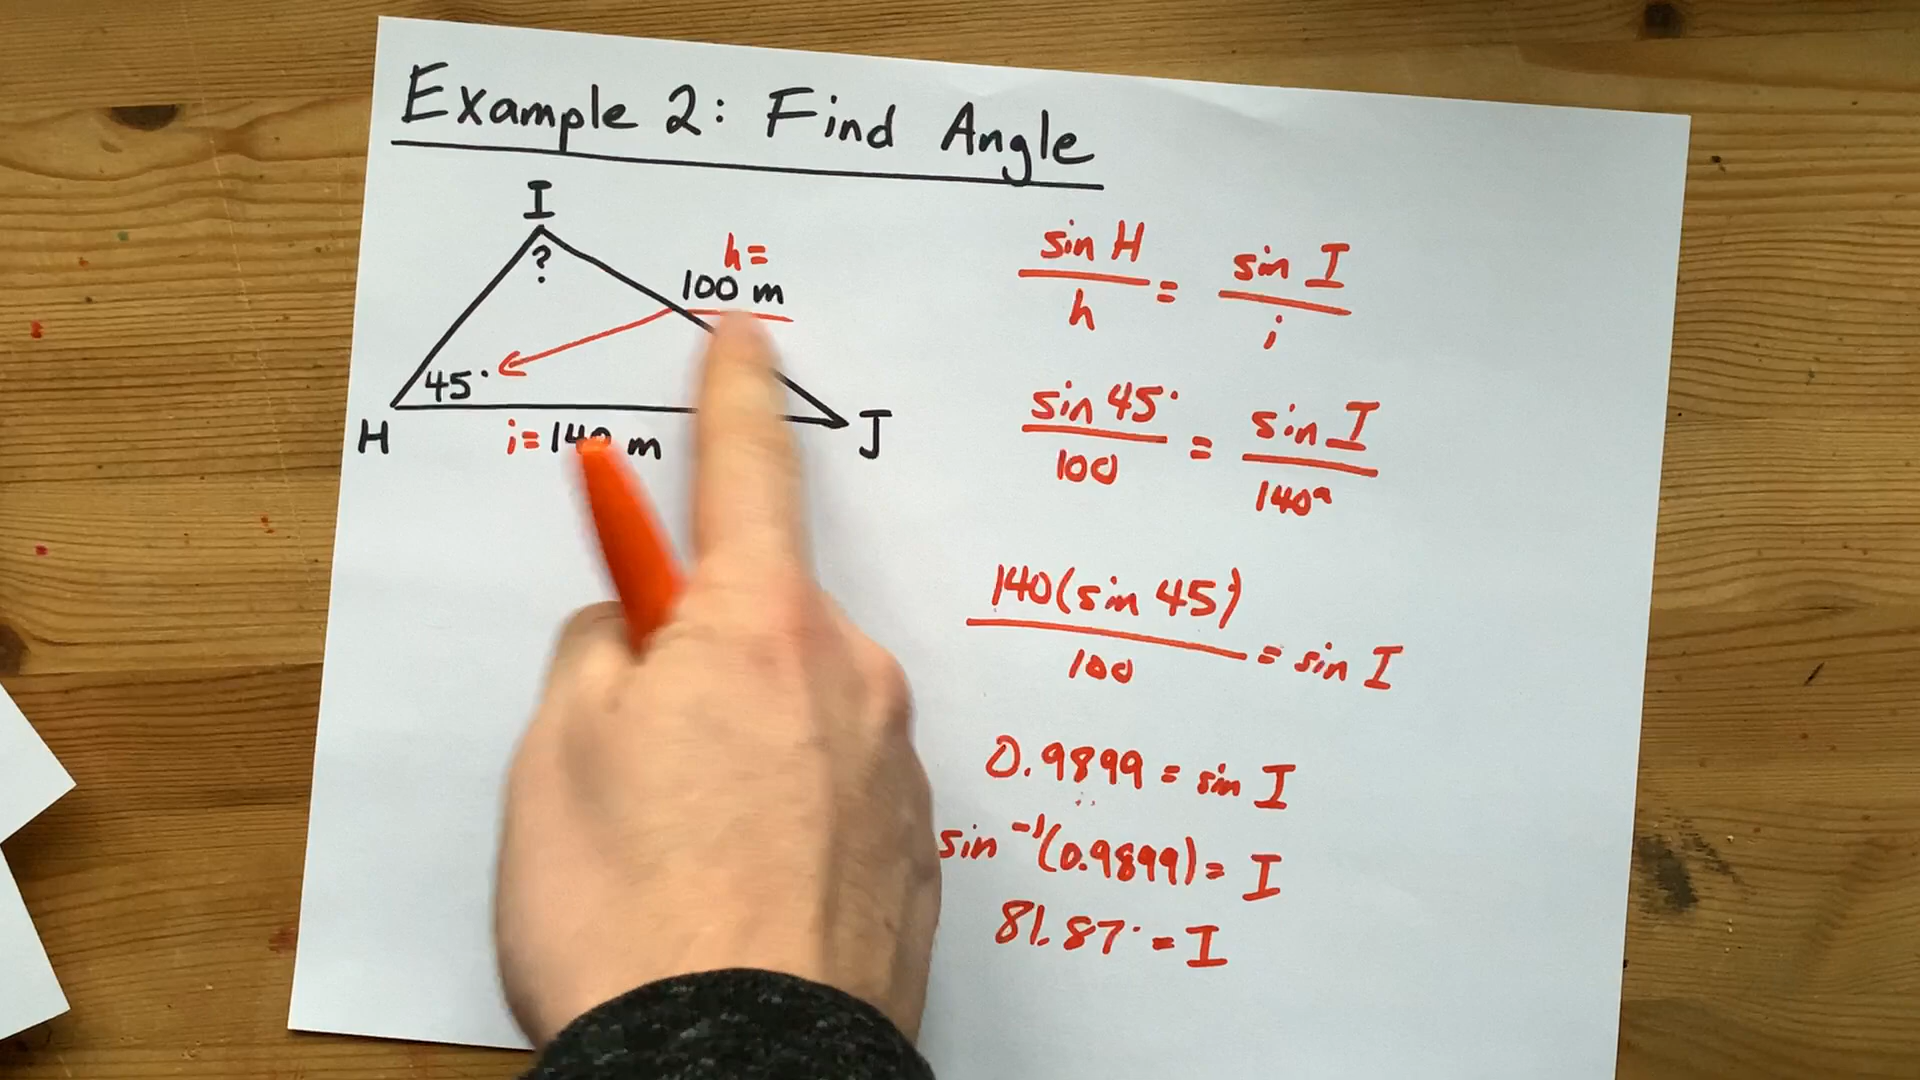 Example 2: Find Angle
I
?
h=
100 m
45°
H
i= 140 m
J
sin H / h = sin I / i
sin 45° / 100 = sin I / 140
140(sin 45) / 100 = sin I
0.9899 = sin I
sin⁻¹(0.9899) = I
81.87° = I